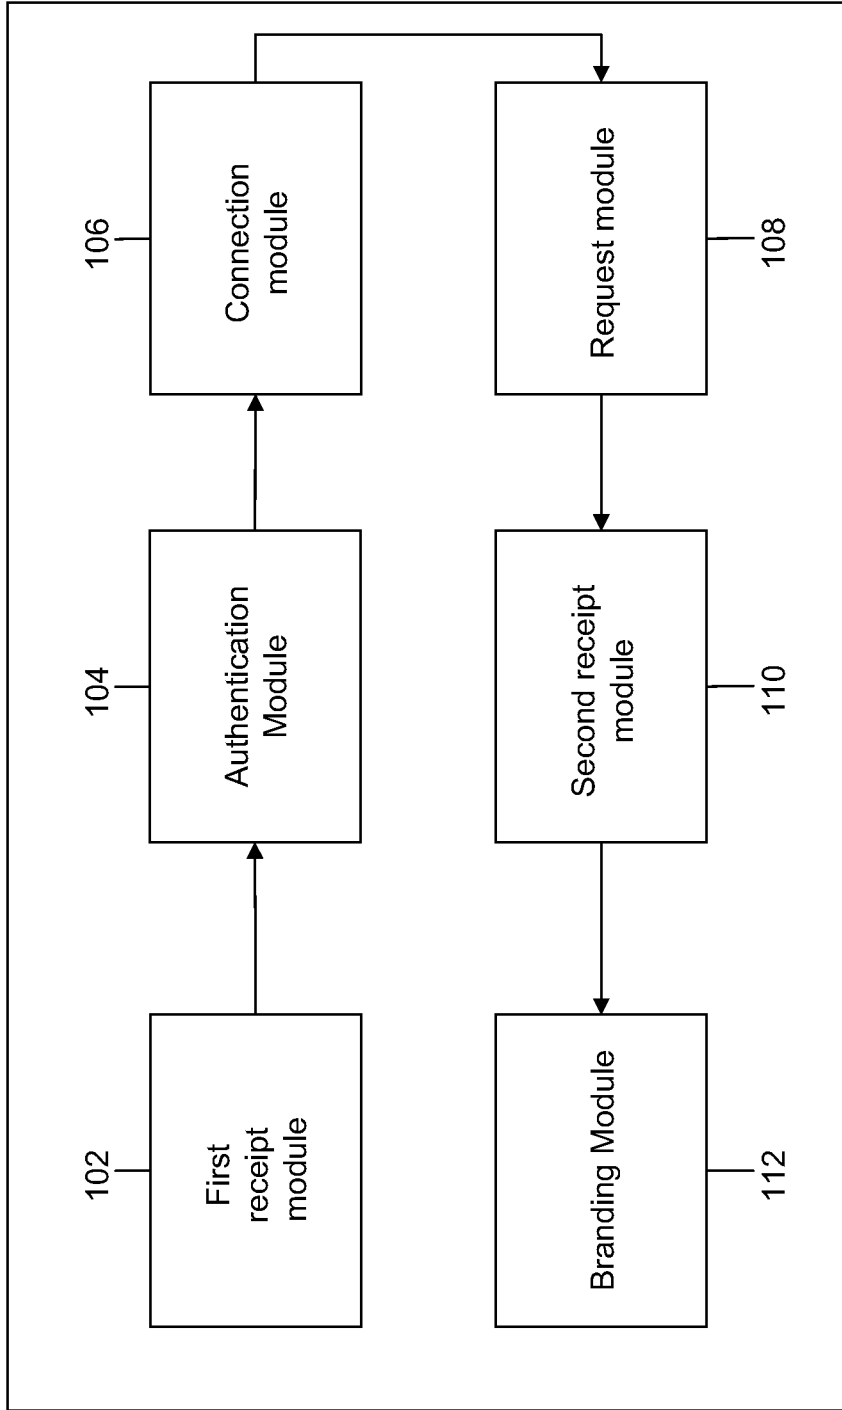 102
104
106
First
receipt
module
Authentication
Module
Connection
module
Branding Module
Second receipt
module
Request module
112
110
108